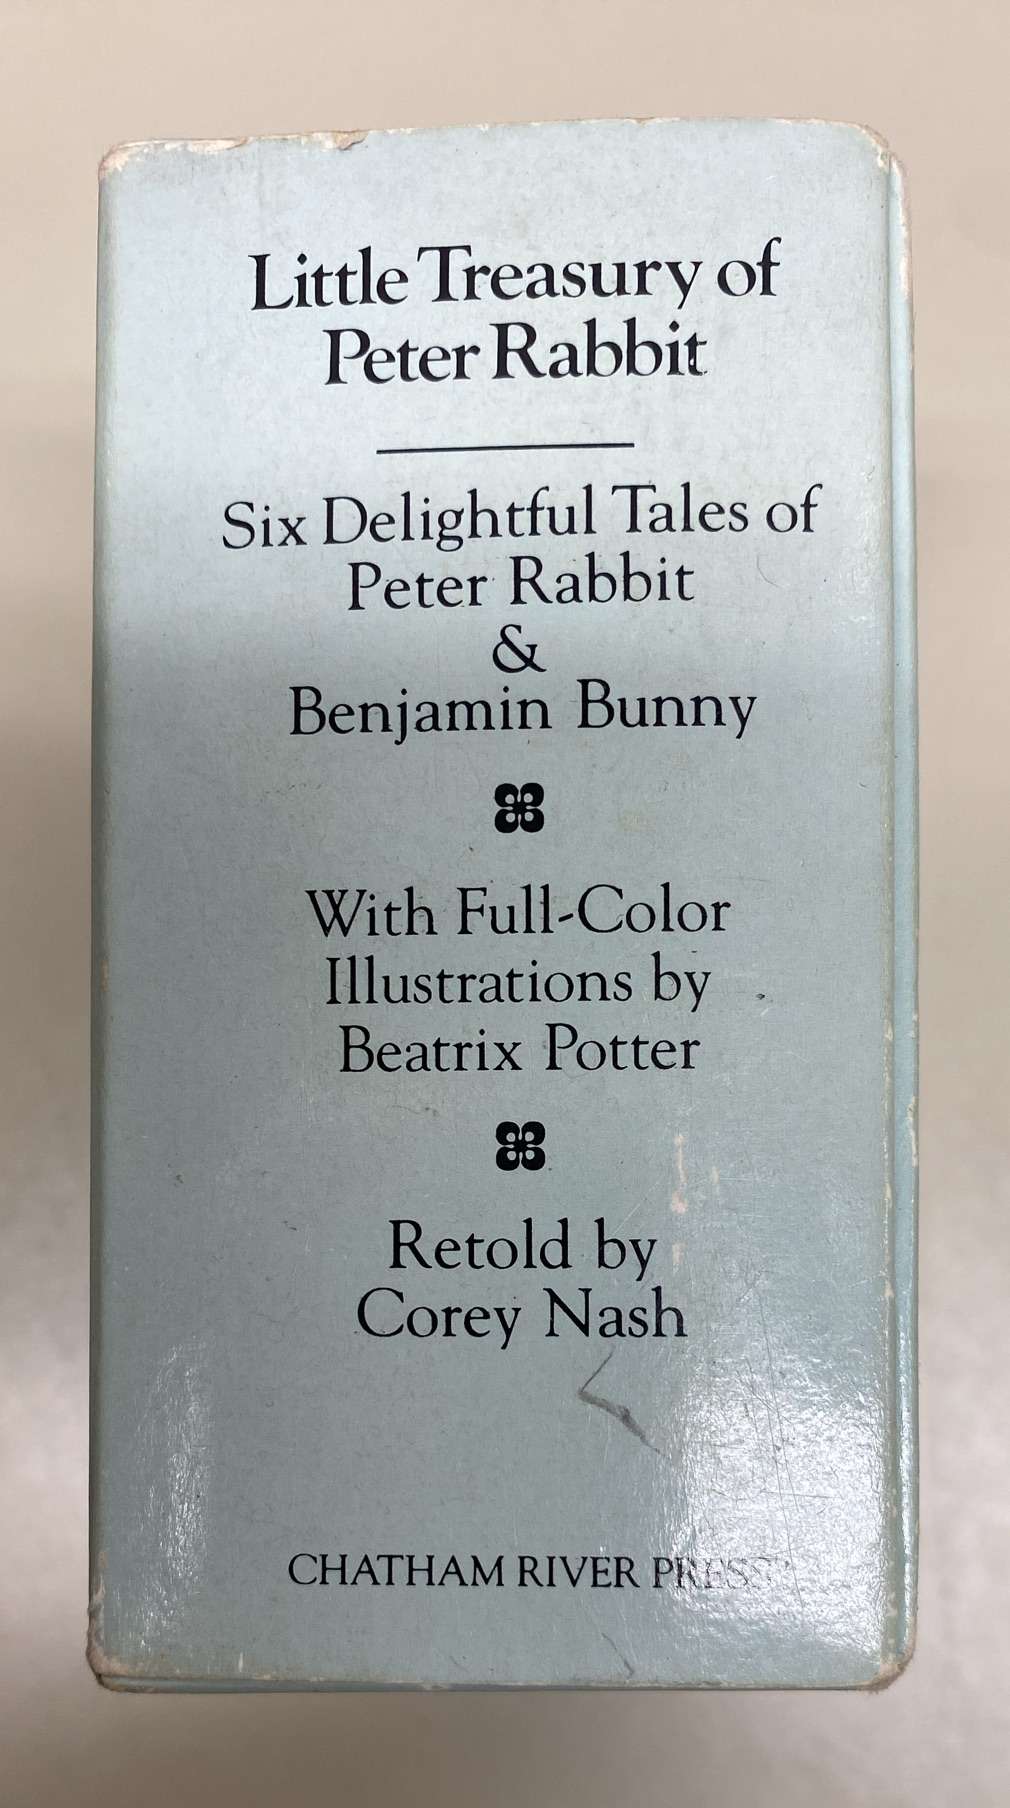 Little Treasury of
Peter Rabbit
Six Delightful Tales of
Peter Rabbit
&
Benjamin Bunny
With Full-Color
Illustrations by
Beatrix Potter
Retold by
Corey Nash
CHATHAM RIVER PRESS